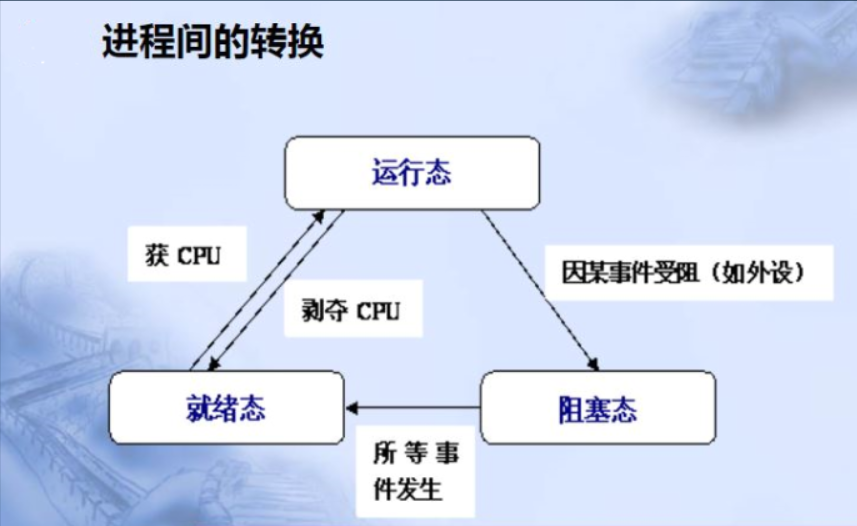 进程间的转换
运行态
获 CPU
因某事件受阻（如外设）
剥夺 CPU
就绪态
阻塞态
所 等 事
件发生